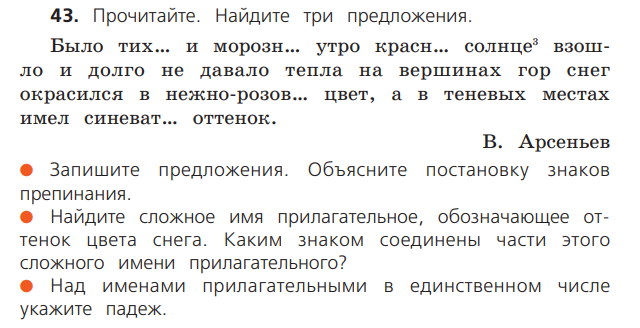 43. Прочитайте. Найдите три предложения.
Было тих… и морозн… утро красн… солнце³ взош-
ло и долго не давало тепла на вершинах гор снег
окрасился в нежно-розов… цвет, а в теневых местах
имел синеват… оттенок.
В. Арсеньев
● Запишите предложения. Объясните постановку знаков
препинания.
● Найдите сложное имя прилагательное, обозначающее от-
тенок цвета снега. Каким знаком соединены части этого
сложного имени прилагательного?
● Над именами прилагательными в единственном числе
укажите падеж.